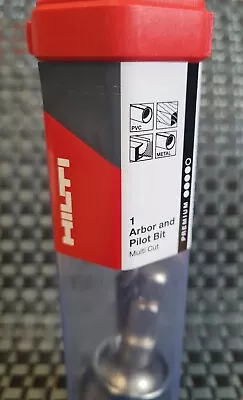 HILTI
PVC
METAL
1
Arbor and
Pilot Bit
Multi Cut
PREMIUM